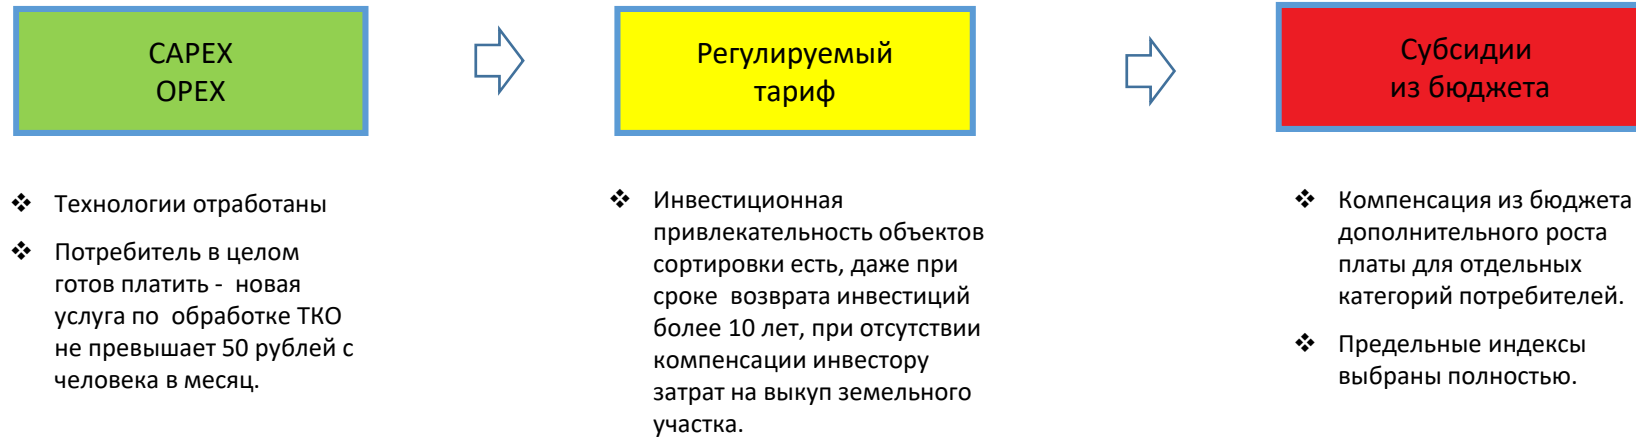 CAPEX
OPEX
Регулируемый
тариф
Субсидии
из бюджета
❖ Технологии отработаны
❖ Потребитель в целом
готов платить - новая
услуга по обработке ТКО
не превышает 50 рублей с
человека в месяц.
❖ Инвестиционная
привлекательность объектов
сортировки есть, даже при
сроке возврата инвестиций
более 10 лет, при отсутствии
компенсации инвестору
затрат на выкуп земельного
участка.
❖ Компенсация из бюджета
дополнительного роста
платы для отдельных
категорий потребителей.
❖ Предельные индексы
выбраны полностью.